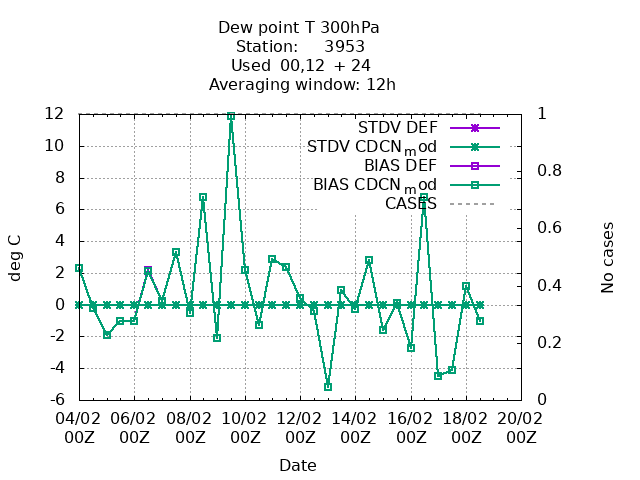 Dew point T 300hPa
Station: 3953
Used 00,12 + 24
Averaging window: 12h
STDV DEF
STDV CDCNmod
BIAS DEF
BIAS CDCNmod
CASES
deg C
12
10
8
6
4
2
0
-2
-4
-6
1
0.8
0.6
0.4
0.2
0
No cases
04/02 06/02 08/02 10/02 12/02 14/02 16/02 18/02 20/02
00Z 00Z 00Z 00Z 00Z 00Z 00Z 00Z 00Z
Date